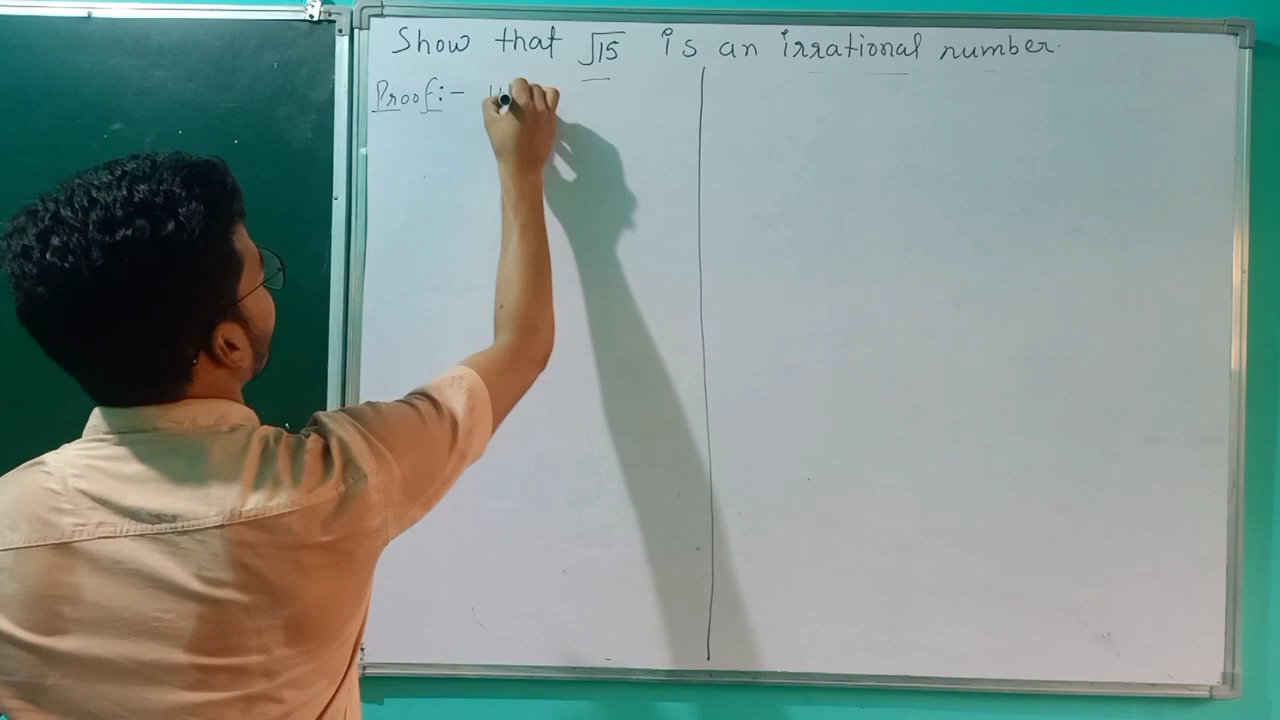 Show that √15 is an irrational number.
Proof:-